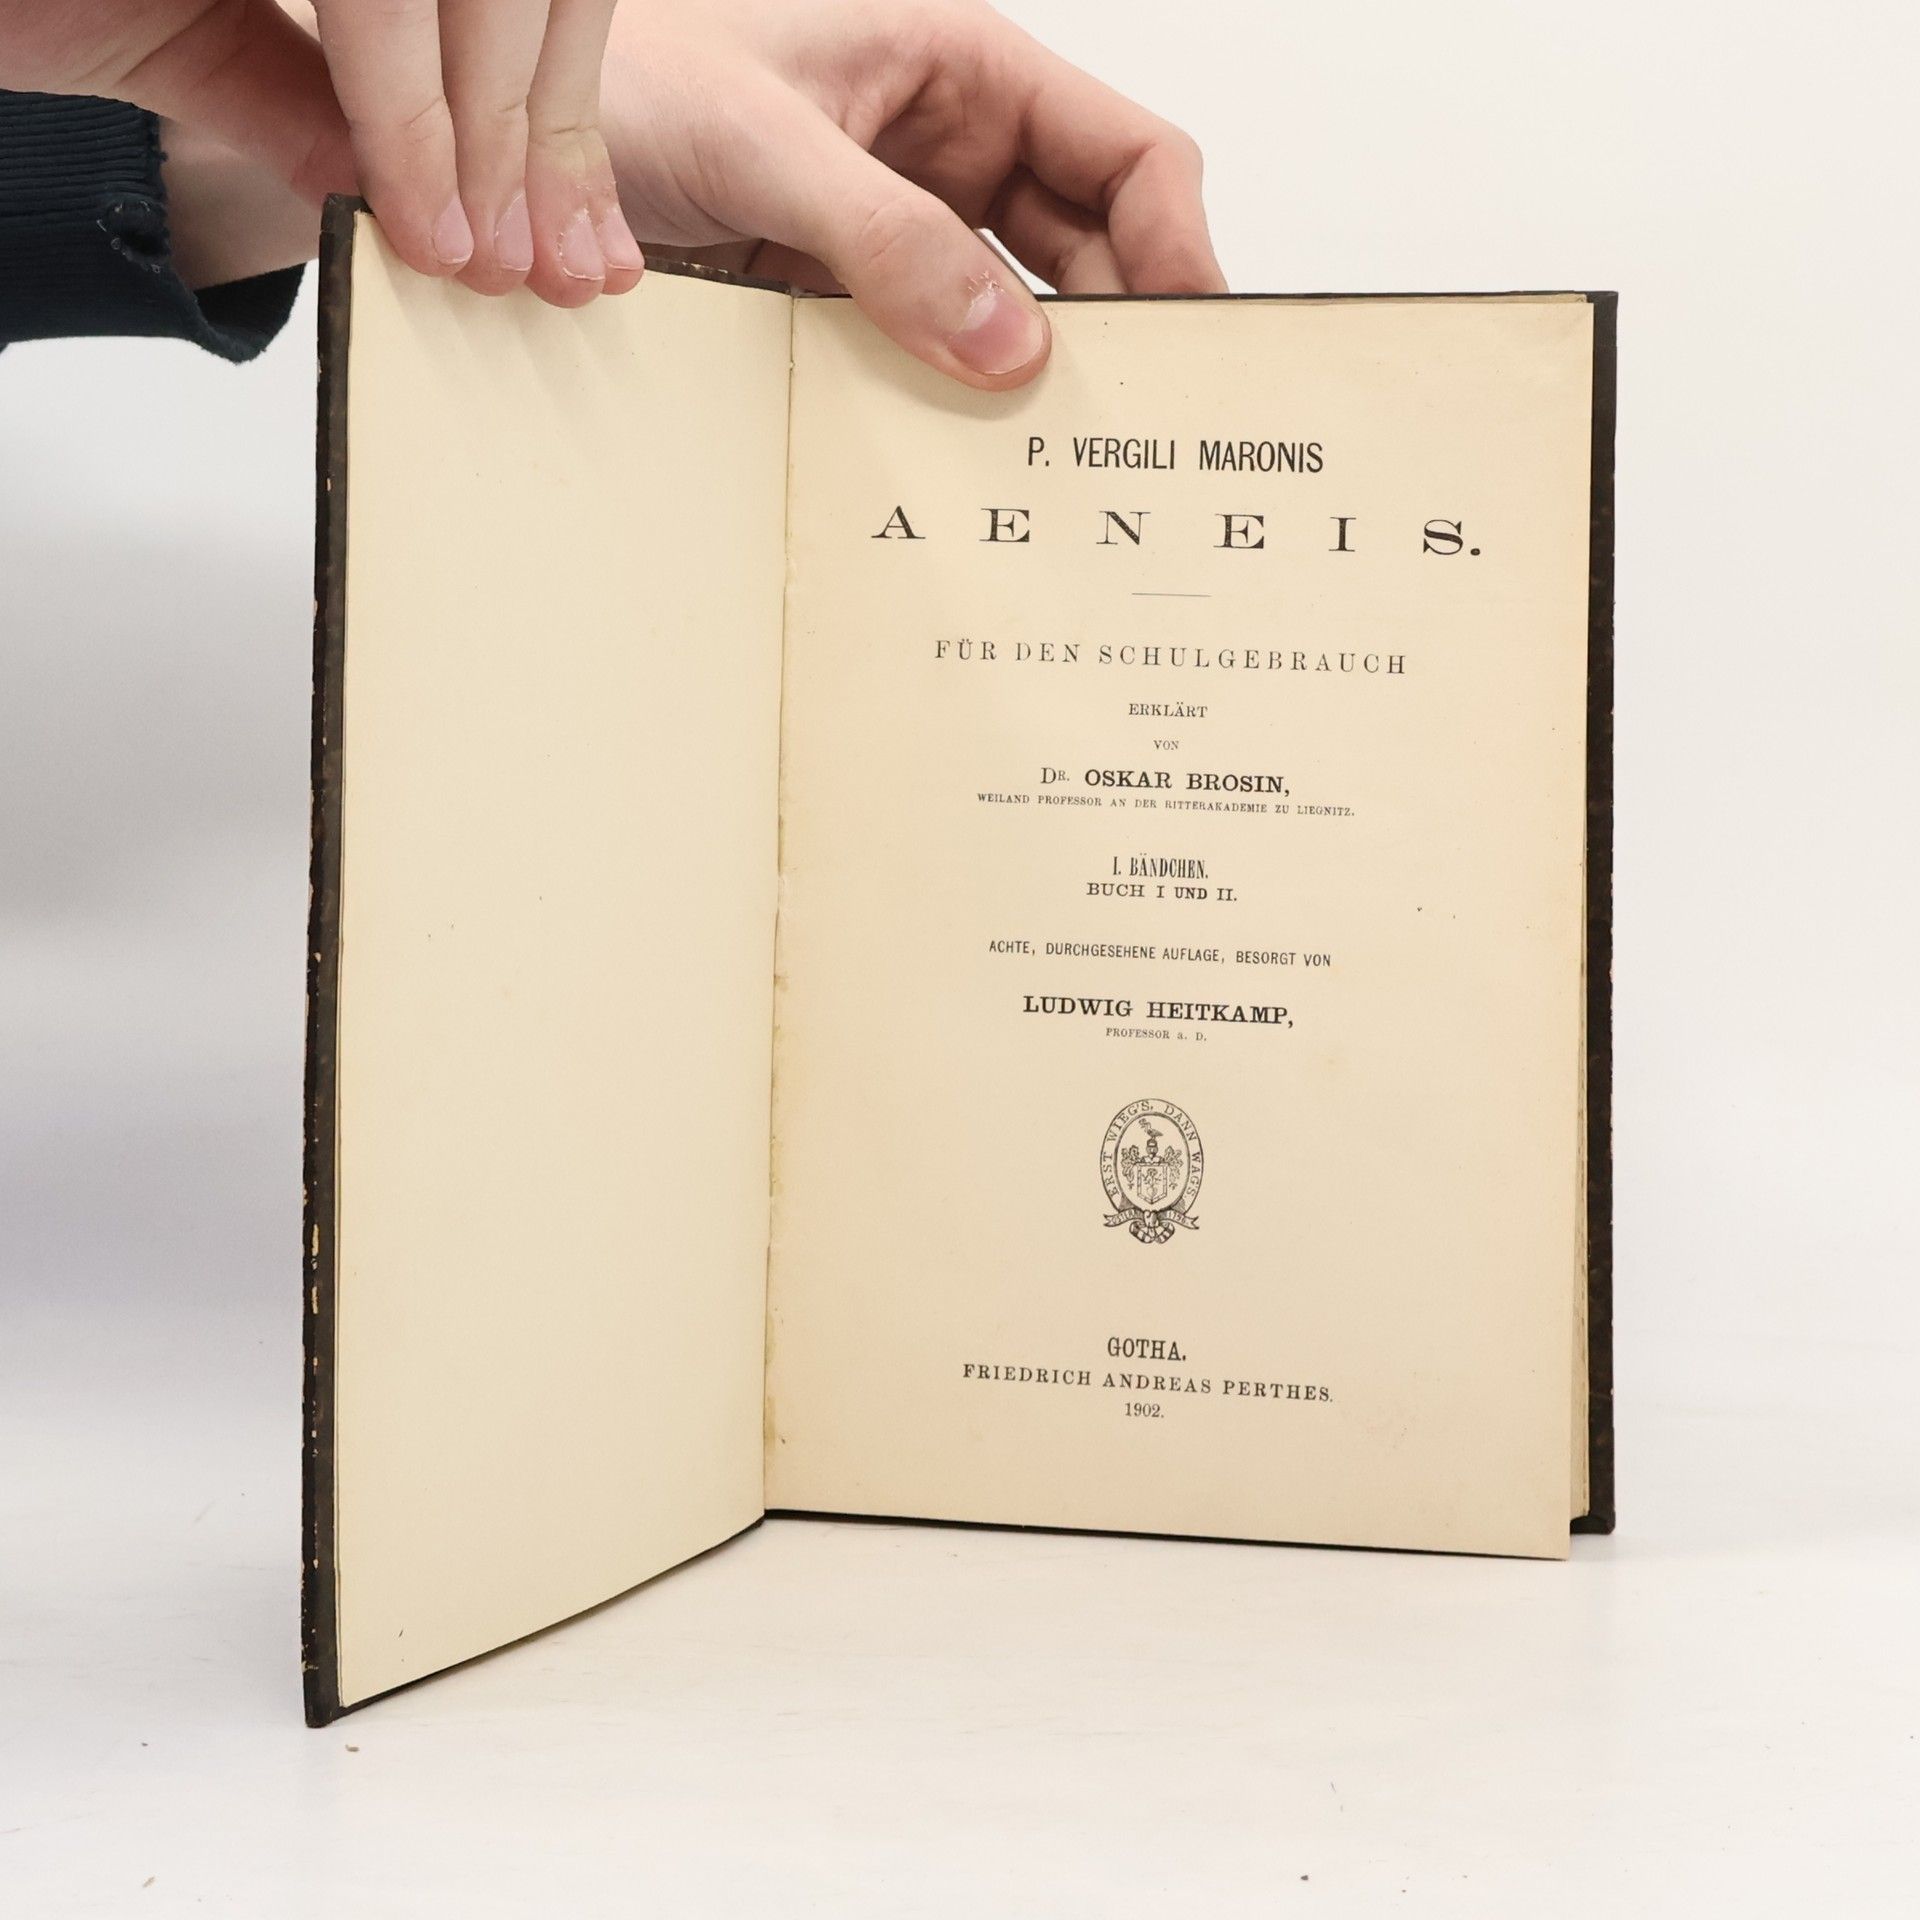 P. VERGILI MARONIS
AENEIS.
FÜR DEN SCHULGEBRAUCH
ERKLÄRT
VON
DR. OSKAR BROSIN,
WEILAND PROFESSOR AN DER RITTERAKADEMIE ZU LIEGNITZ.
I. BÄNDCHEN.
BUCH I UND II.
ACHTE, DURCHGESEHENE AUFLAGE, BESORGT VON
LUDWIG HEITKAMP,
PROFESSOR a. D.
ERST WIEG'S, DANN WAG'S.
GOTHA 1796.
GOTHA.
FRIEDRICH ANDREAS PERTHES.
1902.